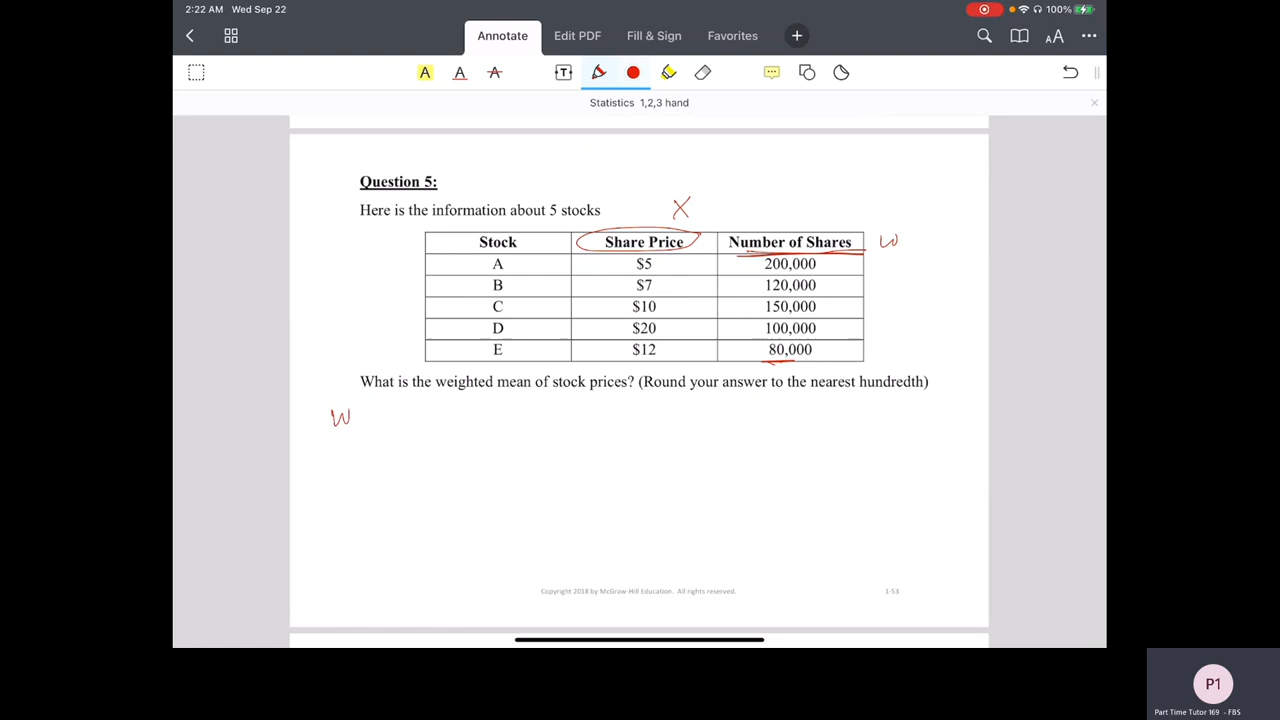 2:22 AM Wed Sep 22 100%
Annotate Edit PDF Fill & Sign Favorites
AA
A A A T
Statistics 1,2,3 hand
Question 5:
Here is the information about 5 stocks X
Stock Share Price Number of Shares W
A $5 200,000
B $7 120,000
C $10 150,000
D $20 100,000
E $12 80,000
What is the weighted mean of stock prices? (Round your answer to the nearest hundredth)
W
Copyright 2018 by McGraw-Hill Education. All rights reserved. 1-53
P1
Part Time Tutor 169 - FBS